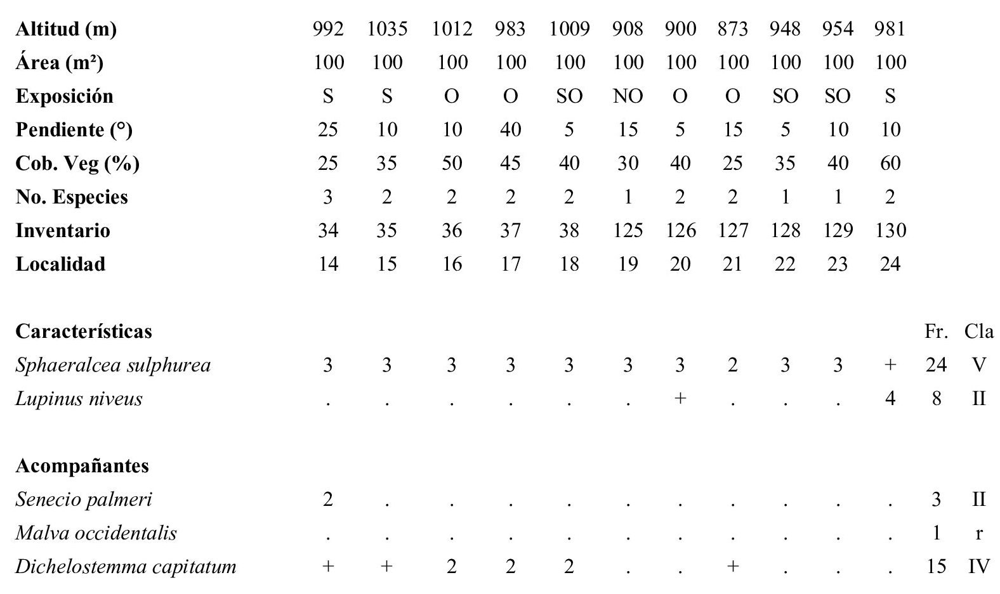 Altitud (m) 992 1035 1012 983 1009 908 900 873 948 954 981
Área (m²) 100 100 100 100 100 100 100 100 100 100 100
Exposición S S O O SO NO O O SO SO S
Pendiente (°) 25 10 10 40 5 15 5 15 5 10 10
Cob. Veg (%) 25 35 50 45 40 30 40 25 35 40 60
No. Especies 3 2 2 2 2 1 2 2 1 1 2
Inventario 34 35 36 37 38 125 126 127 128 129 130
Localidad 14 15 16 17 18 19 20 21 22 23 24
Características Fr. Cla
Sphaeralcea sulphurea 3 3 3 3 3 3 3 2 3 3 + 24 V
Lupinus niveus . . . . . . + . . . 4 8 II
Acompañantes
Senecio palmeri 2 . . . . . . . . . . 3 II
Malva occidentalis . . . . . . . . . . . 1 r
Dichelostemma capitatum + + 2 2 2 . . + . . . 15 IV